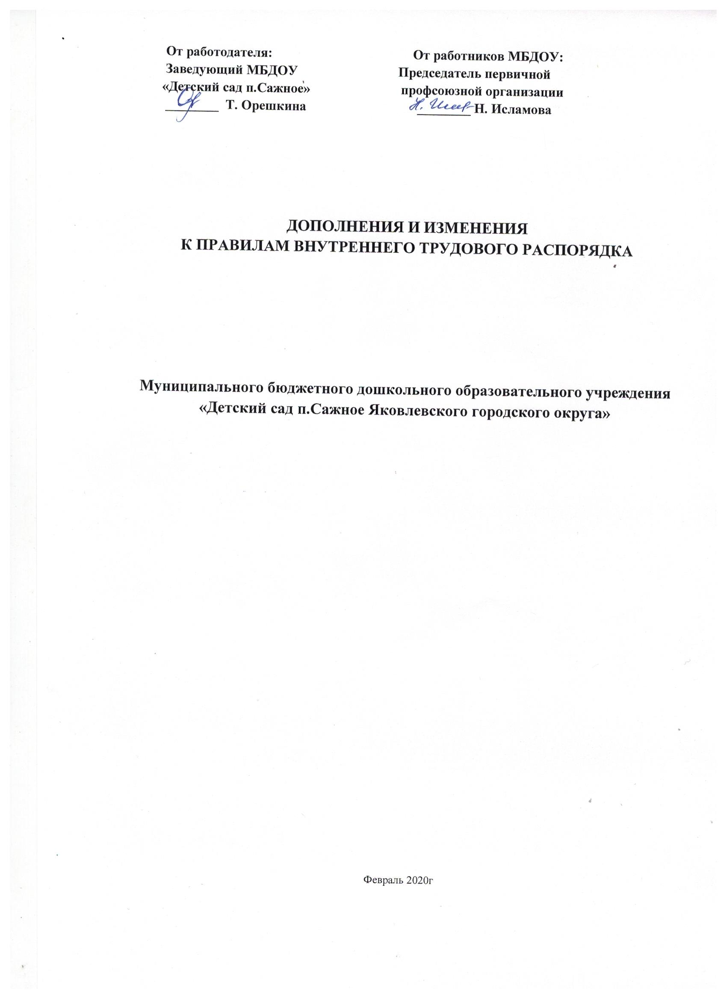 От работодателя:
Заведующий МБДОУ
«Детский сад п.Сажное»
________ Т. Орешкина
От работников МБДОУ:
Председатель первичной
профсоюзной организации
________ Н. Исламова
ДОПОЛНЕНИЯ И ИЗМЕНЕНИЯ
К ПРАВИЛАМ ВНУТРЕННЕГО ТРУДОВОГО РАСПОРЯДКА
Муниципального бюджетного дошкольного образовательного учреждения
«Детский сад п.Сажное Яковлевского городского округа»
Февраль 2020г